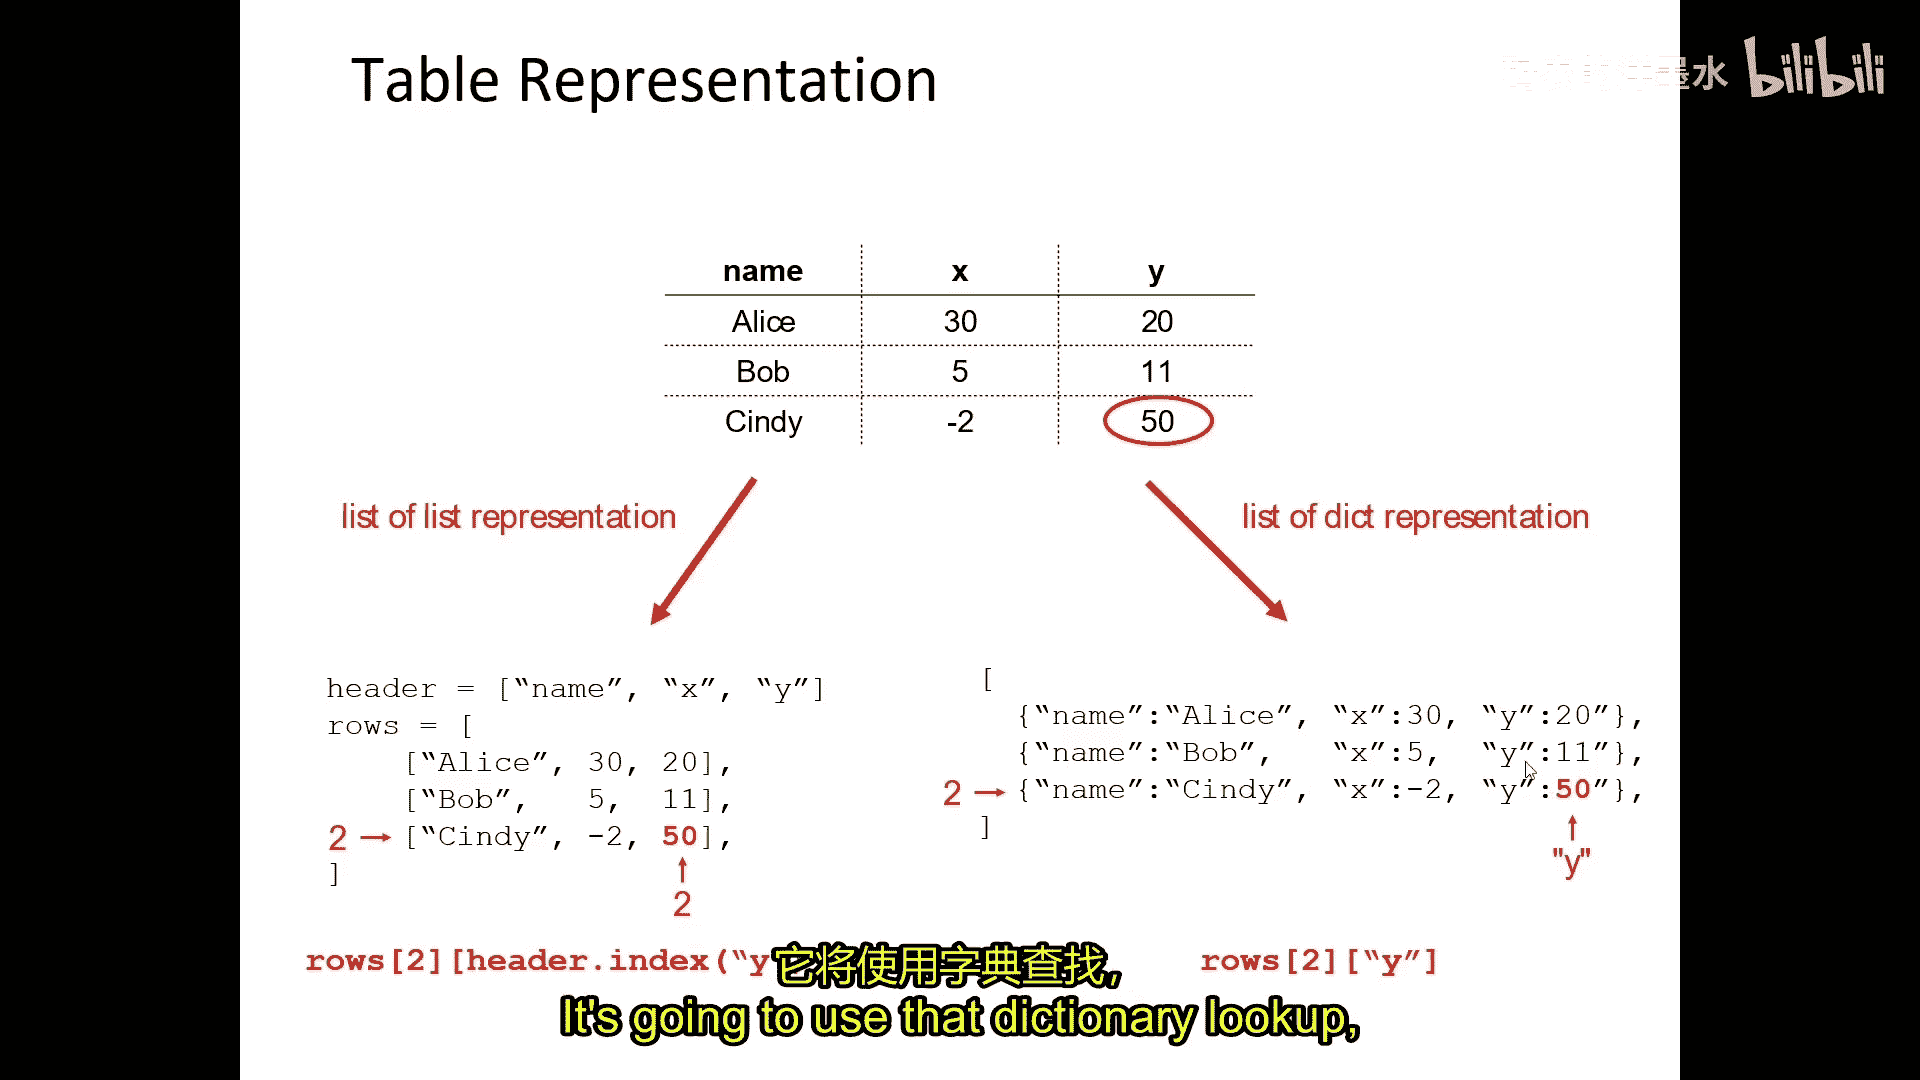 Table Representation
墨水 bilibili
name x y
Alice 30 20
Bob 5 11
Cindy -2 50
list of list representation
list of dict representation
header = [“name”, “x”, “y”]
rows = [
[“Alice”, 30, 20],
[“Bob”, 5, 11],
2 [“Cindy”, -2, 50],
]
2
[
{“name”:“Alice”, “x”:30, “y”:20”},
{“name”:“Bob”, “x”:5, “y”:11”},
2 {“name”:“Cindy”, “x”:-2, “y”:50”},
]
"y"
rows[2][header.index(“y
rows[2][“y”]
它将使用字典查找，
It's going to use that dictionary lookup,